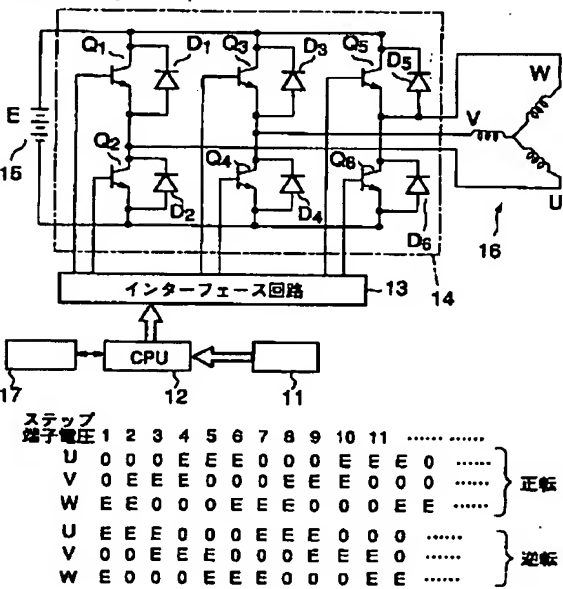 Q1 D1 Q3 D3 Q5 D5
W
E
V
15
Q2 Q4 Q6
U
D2 D4 D6
16
インターフェース回路
13
14
CPU
17
12
11
ステップ
端子電圧 1 2 3 4 5 6 7 8 9 10 11 …… ……
U 0 0 0 E E E 0 0 0 E E E 0 ……
V 0 E E E 0 0 0 E E E 0 0 0 …… 正転
W E E 0 0 0 E E E 0 0 0 E E ……
U E E E 0 0 0 E E E 0 0 0 ……
V 0 0 E E E 0 0 0 E E E 0 …… 逆転
W E 0 0 0 E E E 0 0 0 E E ……